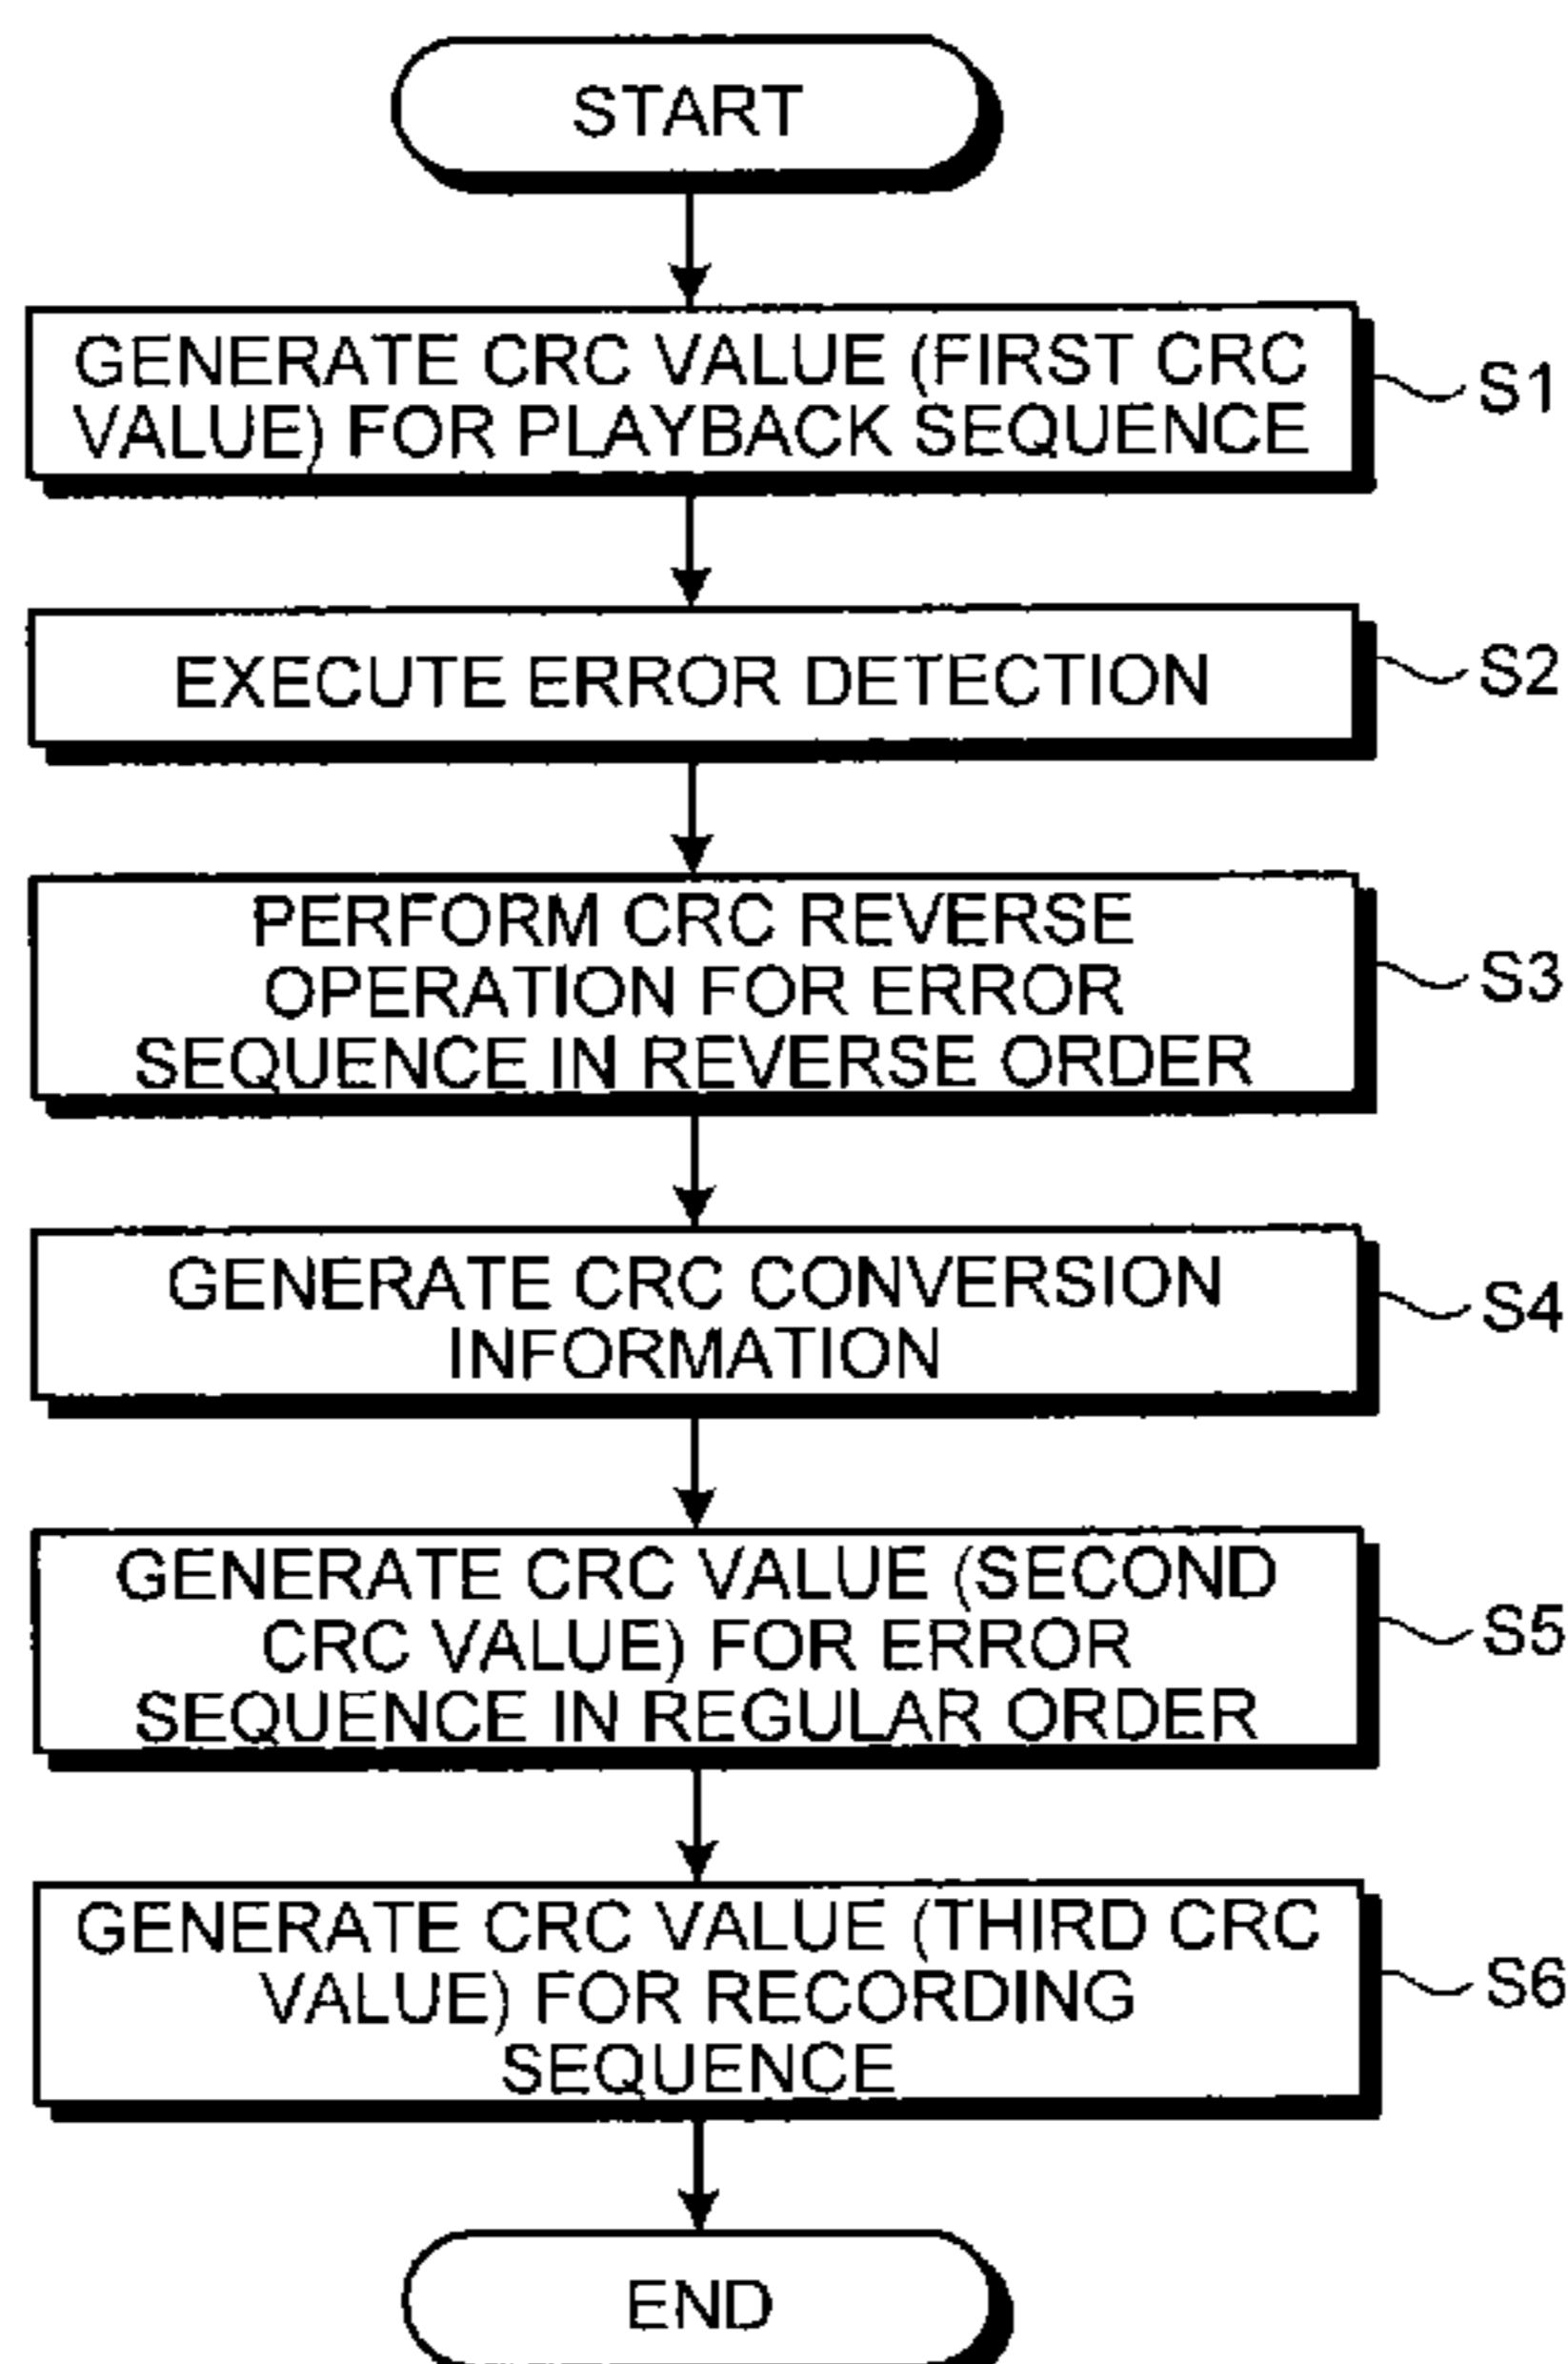 START
GENERATE CRC VALUE (FIRST CRC
VALUE) FOR PLAYBACK SEQUENCE
S1
EXECUTE ERROR DETECTION
S2
PERFORM CRC REVERSE
OPERATION FOR ERROR
SEQUENCE IN REVERSE ORDER
S3
GENERATE CRC CONVERSION
INFORMATION
S4
GENERATE CRC VALUE (SECOND
CRC VALUE) FOR ERROR
SEQUENCE IN REGULAR ORDER
S5
GENERATE CRC VALUE (THIRD CRC
VALUE) FOR RECORDING
SEQUENCE
S6
END